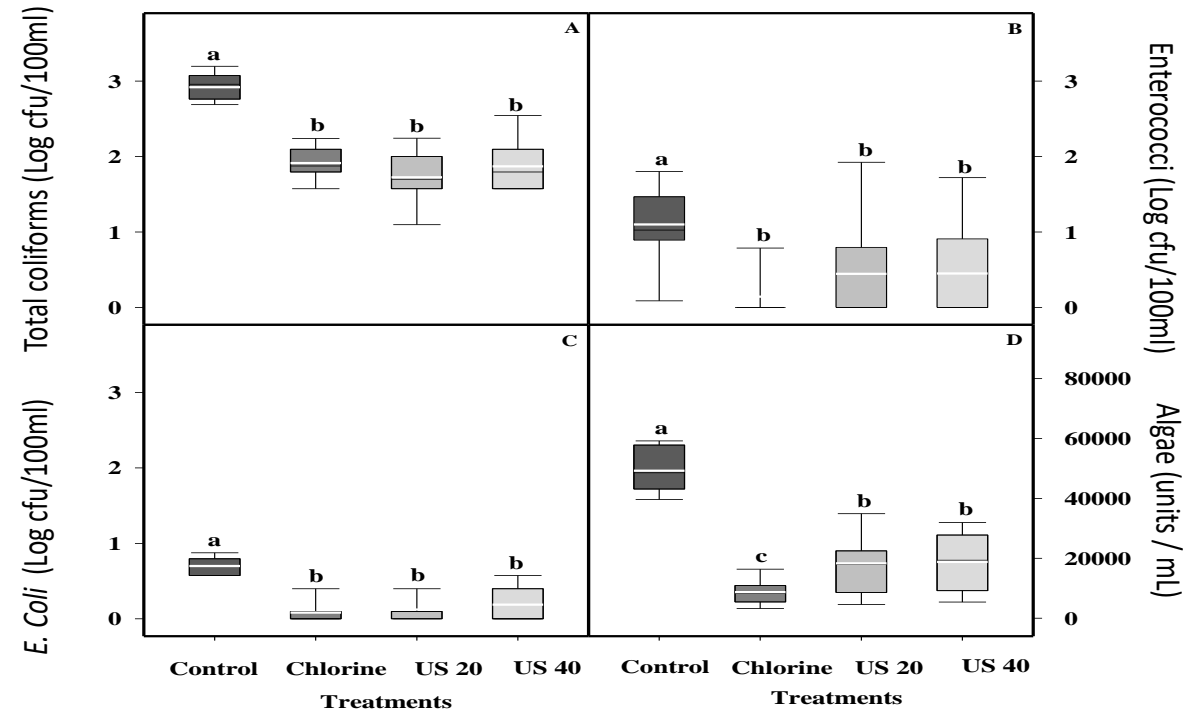 Total coliforms (Log cfu/100ml)
3
2
1
0
A
a
b
b
b
B
a
b
b
b
3
2
1
0
Enterococci (Log cfu/100ml)
E. Coli (Log cfu/100ml)
3
2
1
0
C
a
b
b
b
D
a
c
b
b
80000
60000
40000
20000
0
Algae (units / mL)
Control Chlorine US 20 US 40
Treatments
Control Chlorine US 20 US 40
Treatments